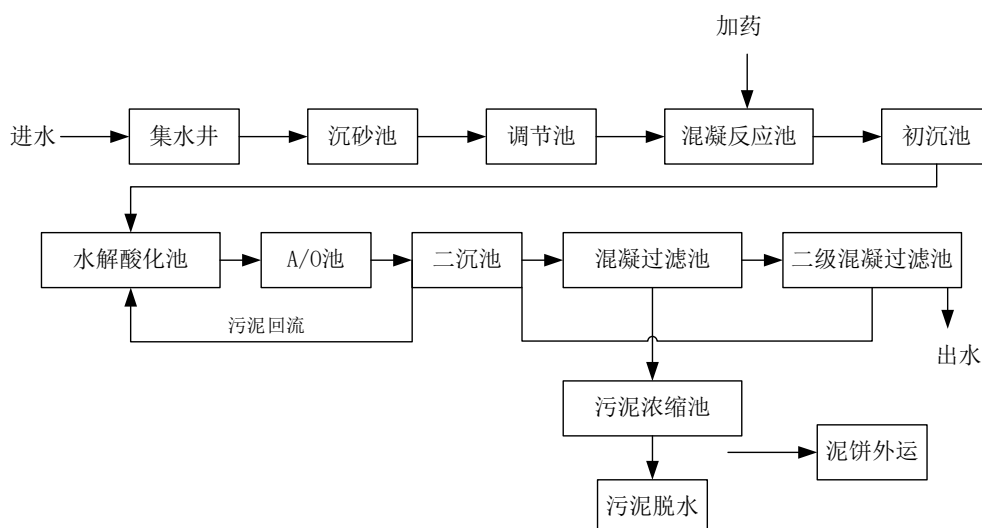 加药
进水
集水井
沉砂池
调节池
混凝反应池
初沉池
水解酸化池
A/O池
二沉池
混凝过滤池
二级混凝过滤池
污泥回流
出水
污泥浓缩池
泥饼外运
污泥脱水